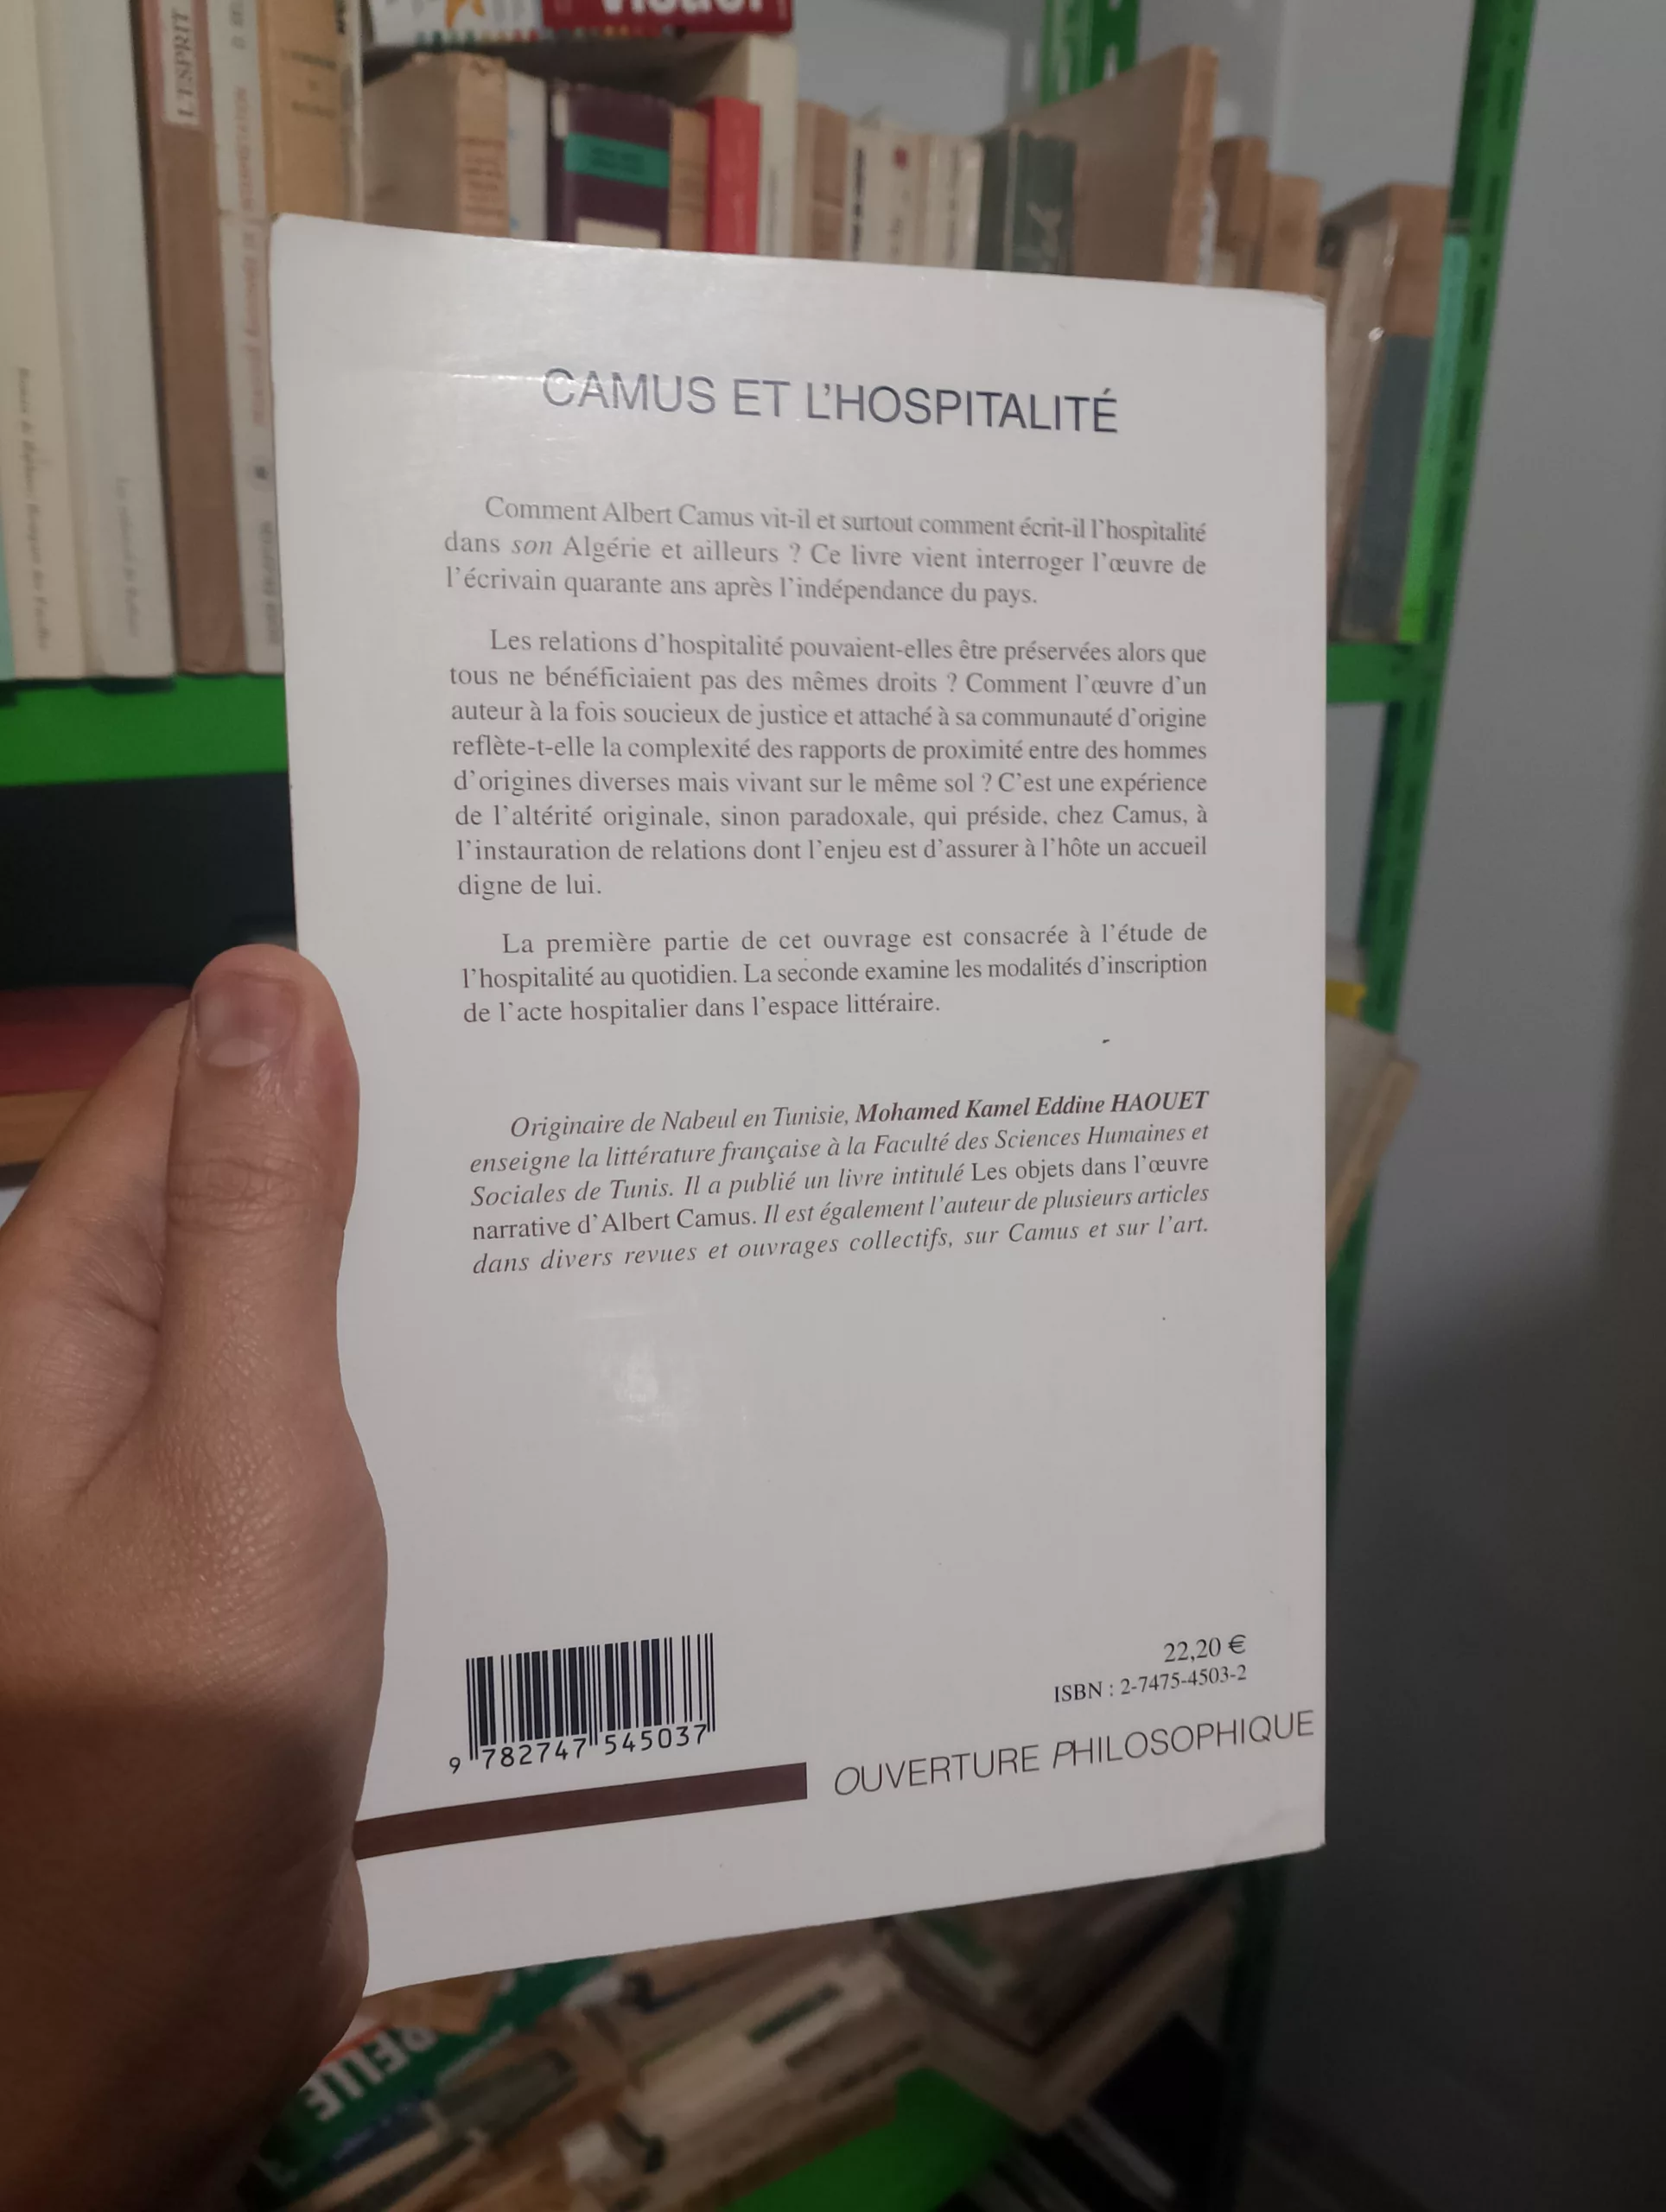 L'ESPRIT
CAMUS ET L'HOSPITALITÉ
Comment Albert Camus vit-il et surtout comment écrit-il l'hospitalité
dans son Algérie et ailleurs ? Ce livre vient interroger l'œuvre de
l'écrivain quarante ans après l'indépendance du pays.
Les relations d'hospitalité pouvaient-elles être préservées alors que
tous ne bénéficiaient pas des mêmes droits ? Comment l'œuvre d'un
auteur à la fois soucieux de justice et attaché à sa communauté d'origine
reflète-t-elle la complexité des rapports de proximité entre des hommes
d'origines diverses mais vivant sur le même sol ? C'est une expérience
de l'altérité originale, sinon paradoxale, qui préside, chez Camus, à
l'instauration de relations dont l'enjeu est d'assurer à l'hôte un accueil
digne de lui.
La première partie de cet ouvrage est consacrée à l'étude de
l'hospitalité au quotidien. La seconde examine les modalités d'inscription
de l'acte hospitalier dans l'espace littéraire.
Originaire de Nabeul en Tunisie, Mohamed Kamel Eddine HAOUET
enseigne la littérature française à la Faculté des Sciences Humaines et
Sociales de Tunis. Il a publié un livre intitulé Les objets dans l'œuvre
narrative d'Albert Camus. Il est également l'auteur de plusieurs articles
dans divers revues et ouvrages collectifs, sur Camus et sur l'art.
22,20 €
ISBN : 2-7475-4503-2
9 782747 545037
OUVERTURE PHILOSOPHIQUE